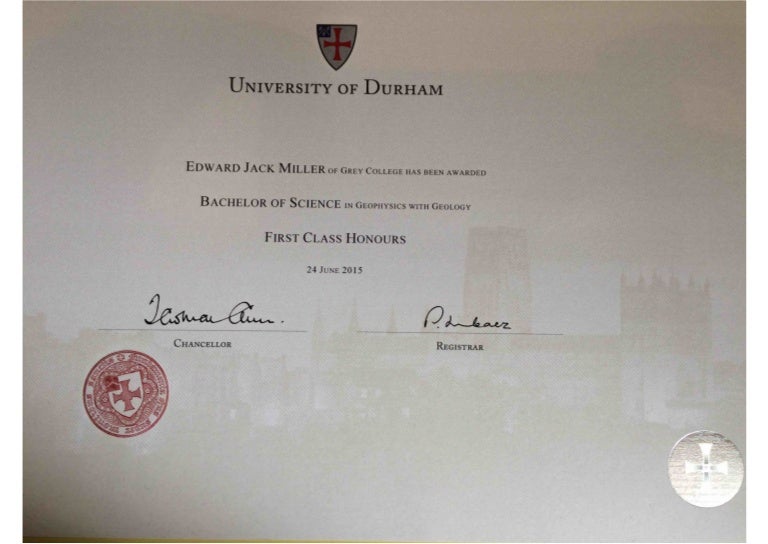 UNIVERSITY OF DURHAM
EDWARD JACK MILLER OF GREY COLLEGE HAS BEEN AWARDED
BACHELOR OF SCIENCE IN GEOPHYSICS WITH GEOLOGY
FIRST CLASS HONOURS
24 JUNE 2015
CHANCELLOR
REGISTRAR